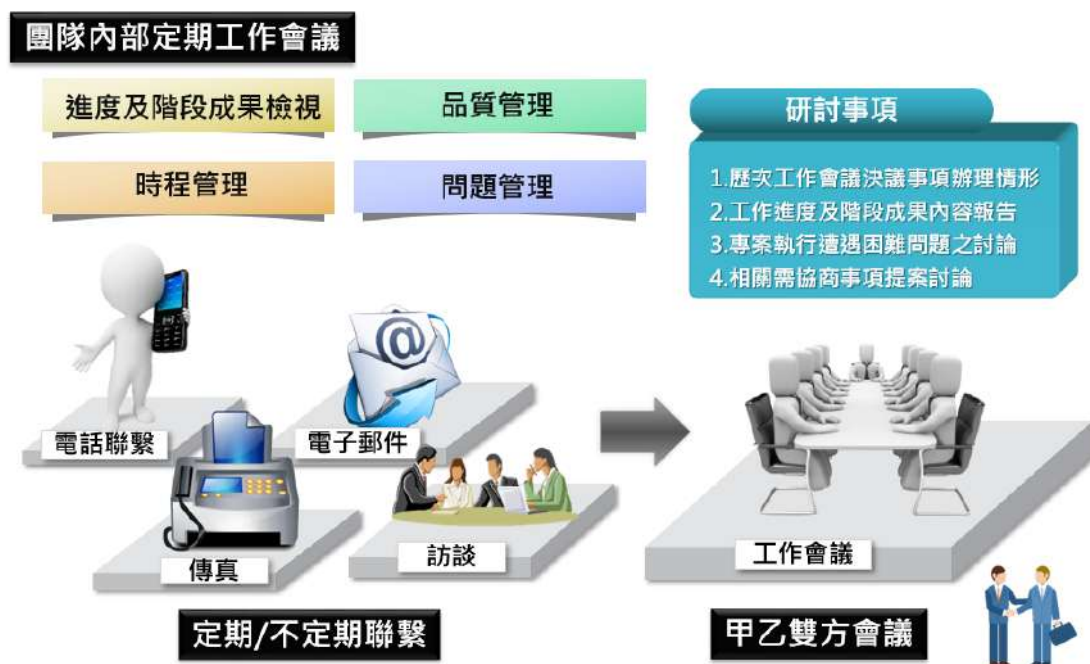 團隊內部定期工作會議
進度及階段成果檢視
品質管理
時程管理
問題管理
研討事項
1.歷次工作會議決議事項辦理情形
2.工作進度及階段成果內容報告
3.專案執行遭遇困難問題之討論
4.相關需協商事項提案討論
電話聯繫
電子郵件
傳真
訪談
工作會議
定期/不定期聯繫
甲乙雙方會議